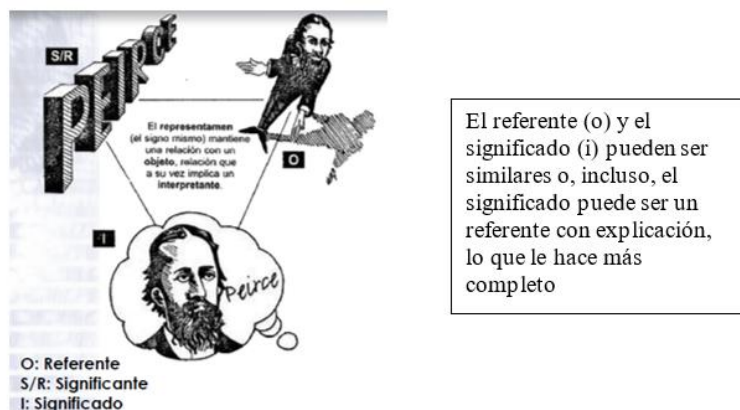 S/R
PEIRCE
El representamen
(el signo mismo) mantiene
una relación con un
objeto, relación que
a su vez implica un
interpretante.
O
I
Peirce
O: Referente
S/R: Significante
I: Significado
El referente (o) y el
significado (i) pueden ser
similares o, incluso, el
significado puede ser un
referente con explicación,
lo que le hace más
completo